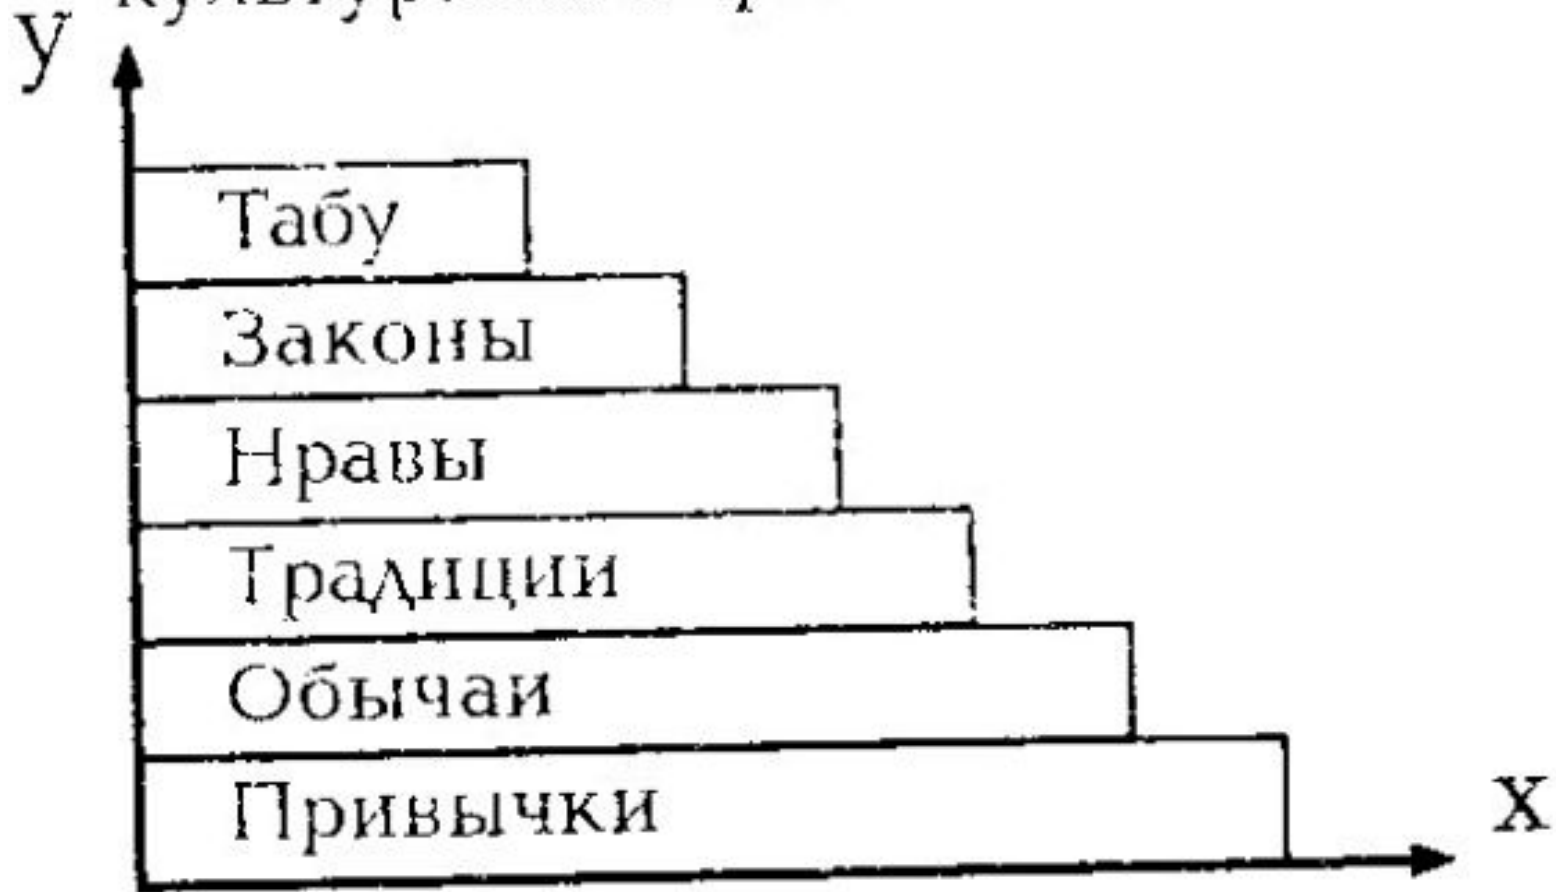 у
Табу
Законы
Нравы
Традиции
Обычаи
Привычки
х